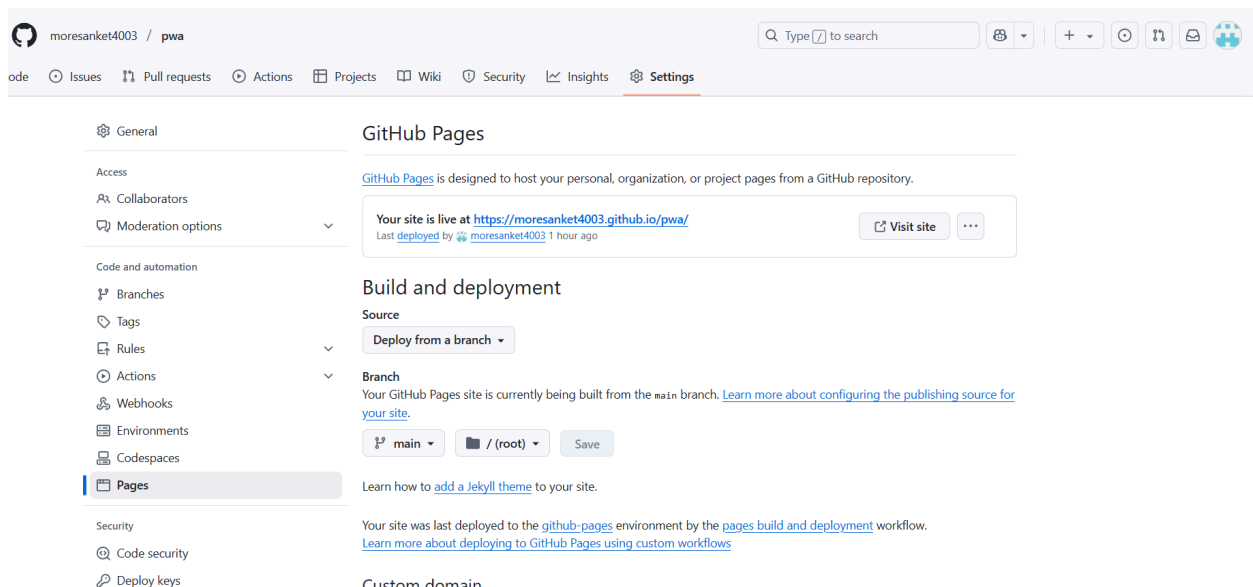 moresanket4003 / pwa
Type / to search
ode Issues Pull requests Actions Projects Wiki Security Insights Settings
General
Access
Collaborators
Moderation options
Code and automation
Branches
Tags
Rules
Actions
Webhooks
Environments
Codespaces
Pages
Security
Code security
Deploy keys
GitHub Pages
GitHub Pages is designed to host your personal, organization, or project pages from a GitHub repository.
Your site is live at https://moresanket4003.github.io/pwa/
Last deployed by moresanket4003 1 hour ago
Visit site
Build and deployment
Source
Deploy from a branch
Branch
Your GitHub Pages site is currently being built from the main branch. Learn more about configuring the publishing source for
your site.
main / (root) Save
Learn how to add a Jekyll theme to your site.
Your site was last deployed to the github-pages environment by the pages build and deployment workflow.
Learn more about deploying to GitHub Pages using custom workflows
Custom domain